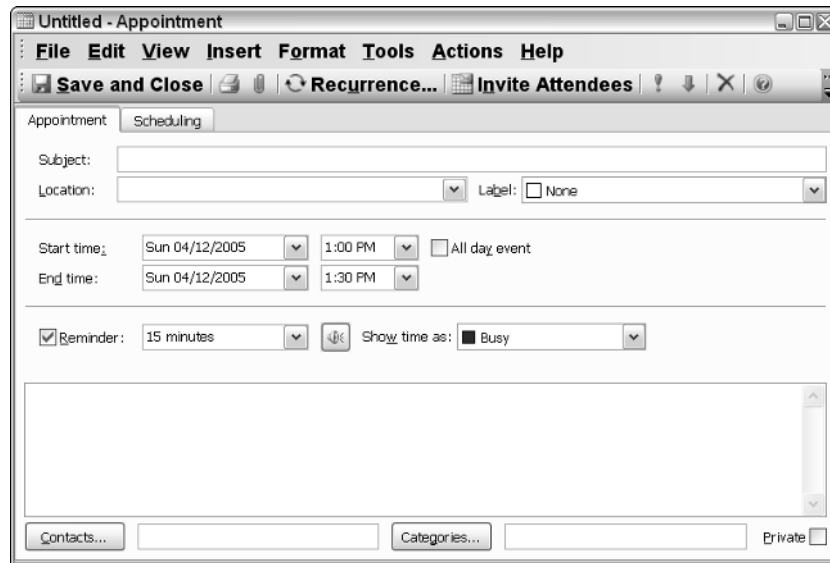 Untitled - Appointment
File Edit View Insert Format Tools Actions Help
Save and Close Recurrence... Invite Attendees
Appointment Scheduling
Subject:
Location: Label: None
Start time: Sun 04/12/2005 1:00 PM All day event
End time: Sun 04/12/2005 1:30 PM
Reminder: 15 minutes Show time as: Busy
Contacts... Categories... Private